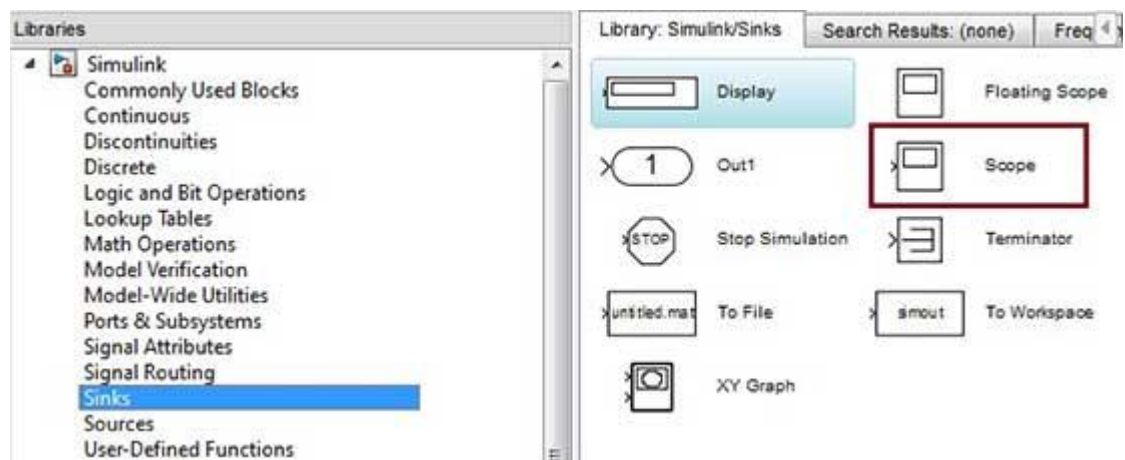 Libraries
Simulink
Commonly Used Blocks
Continuous
Discontinuities
Discrete
Logic and Bit Operations
Lookup Tables
Math Operations
Model Verification
Model-Wide Utilities
Ports & Subsystems
Signal Attributes
Signal Routing
Sinks
Sources
User-Defined Functions
Library: Simulink/Sinks
Search Results: (none)
Freq
Display
Floating Scope
1
Out1
Scope
STOP
Stop Simulation
Terminator
untitled.mat
To File
simout
To Workspace
XY Graph